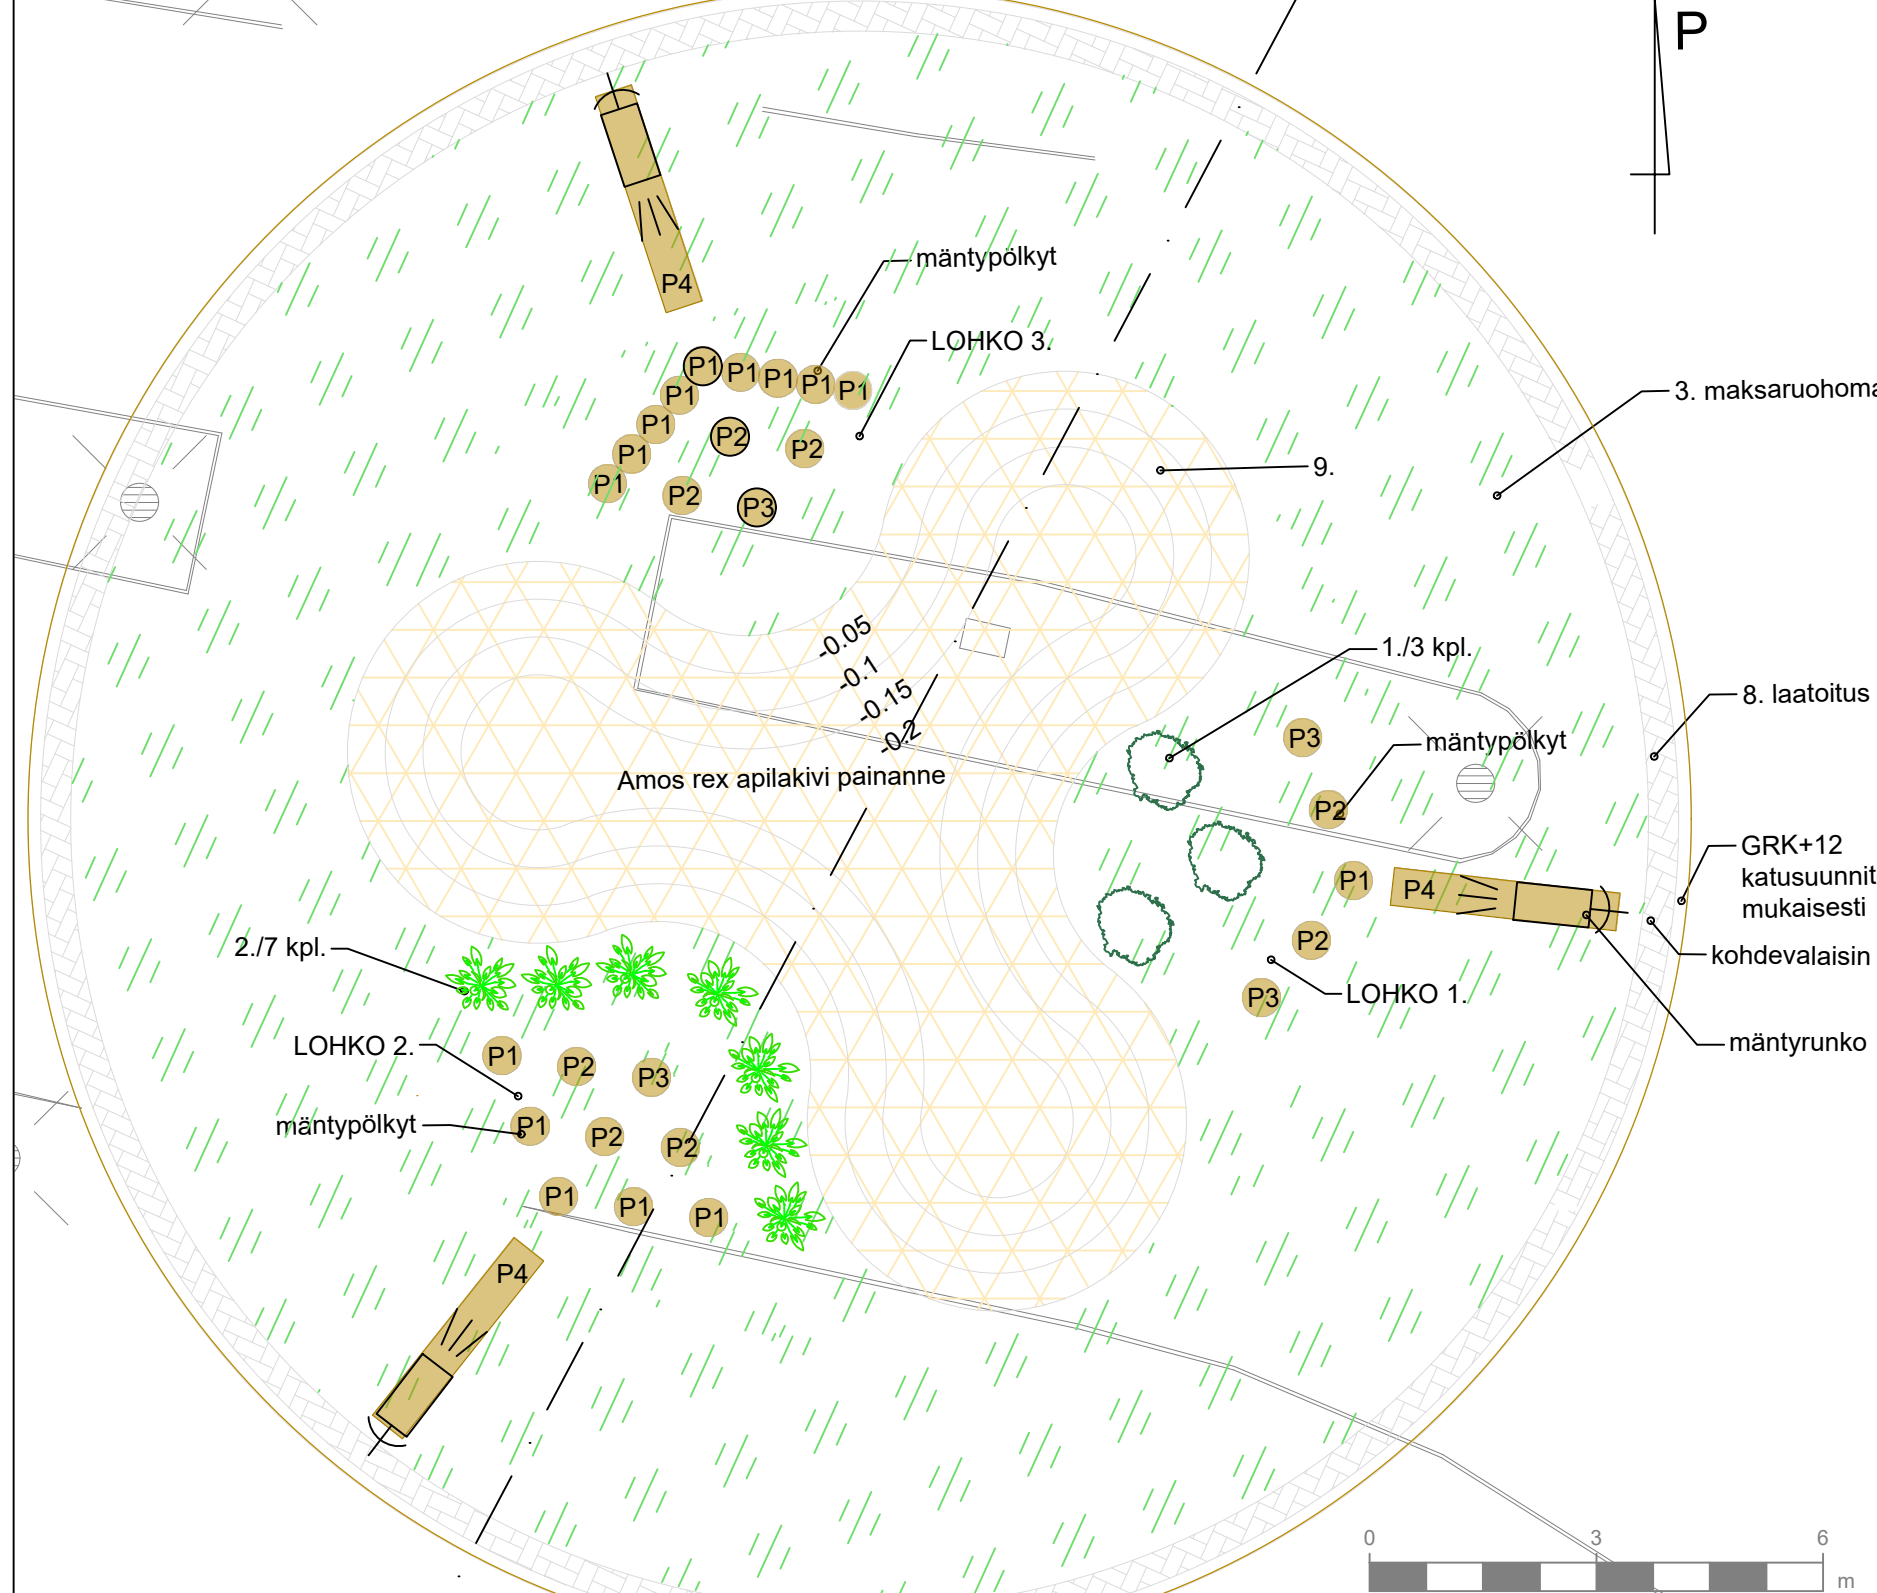 P
P4
mäntypölkyt
LOHKO 3.
P1 P1 P1 P1 P1
P1
P1
P1
P1
P2
P2
P2
P3
3. maksaruohoma
9.
-0.05
-0.1
-0.15
-0.2
Amos rex apilakivi painanne
1./3 kpl.
8. laatoitus
P3
mäntypölkyt
P2
P1
P4
P2
P3
LOHKO 1.
GRK+12
katusuunnit
mukaisesti
kohdevalaisin
mäntyrunko
2./7 kpl.
LOHKO 2.
mäntypölkyt
P1
P2
P3
P1
P2
P2
P1
P1
P1
P4
0 3 6
m